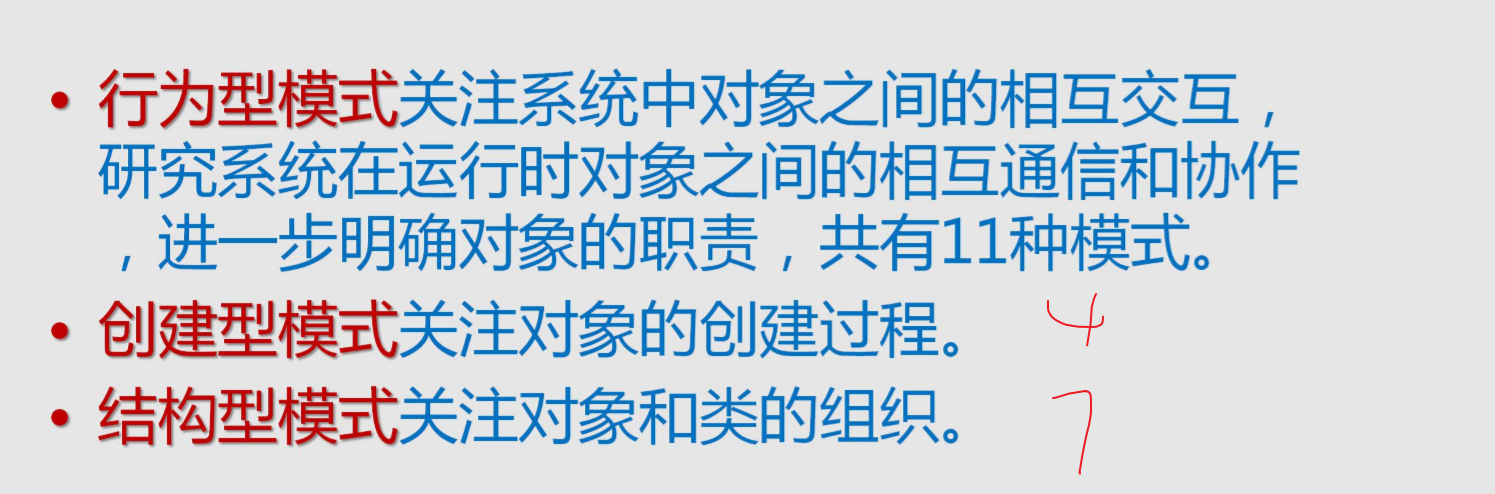 • 行为型模式关注系统中对象之间的相互交互，
研究系统在运行时对象之间的相互通信和协作
，进一步明确对象的职责，共有11种模式。
• 创建型模式关注对象的创建过程。 4
• 结构型模式关注对象和类的组织。 7